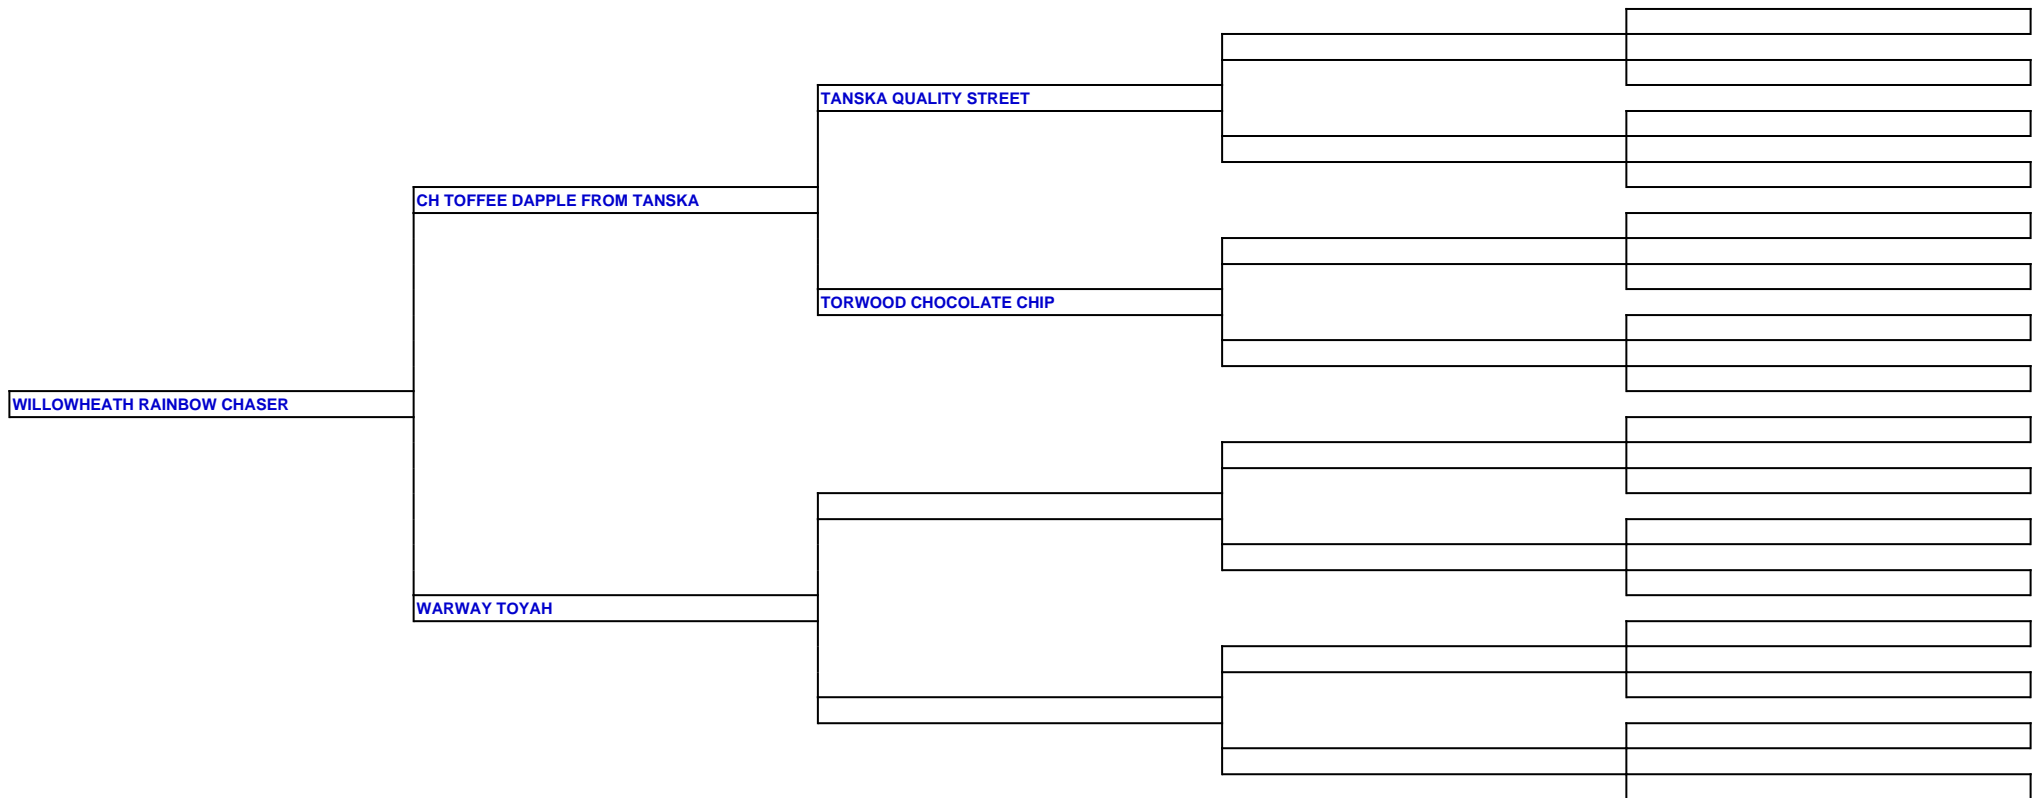 TANSKA QUALITY STREET
CH TOFFEE DAPPLE FROM TANSKA
TORWOOD CHOCOLATE CHIP
WILLOWHEATH RAINBOW CHASER
WARWAY TOYAH